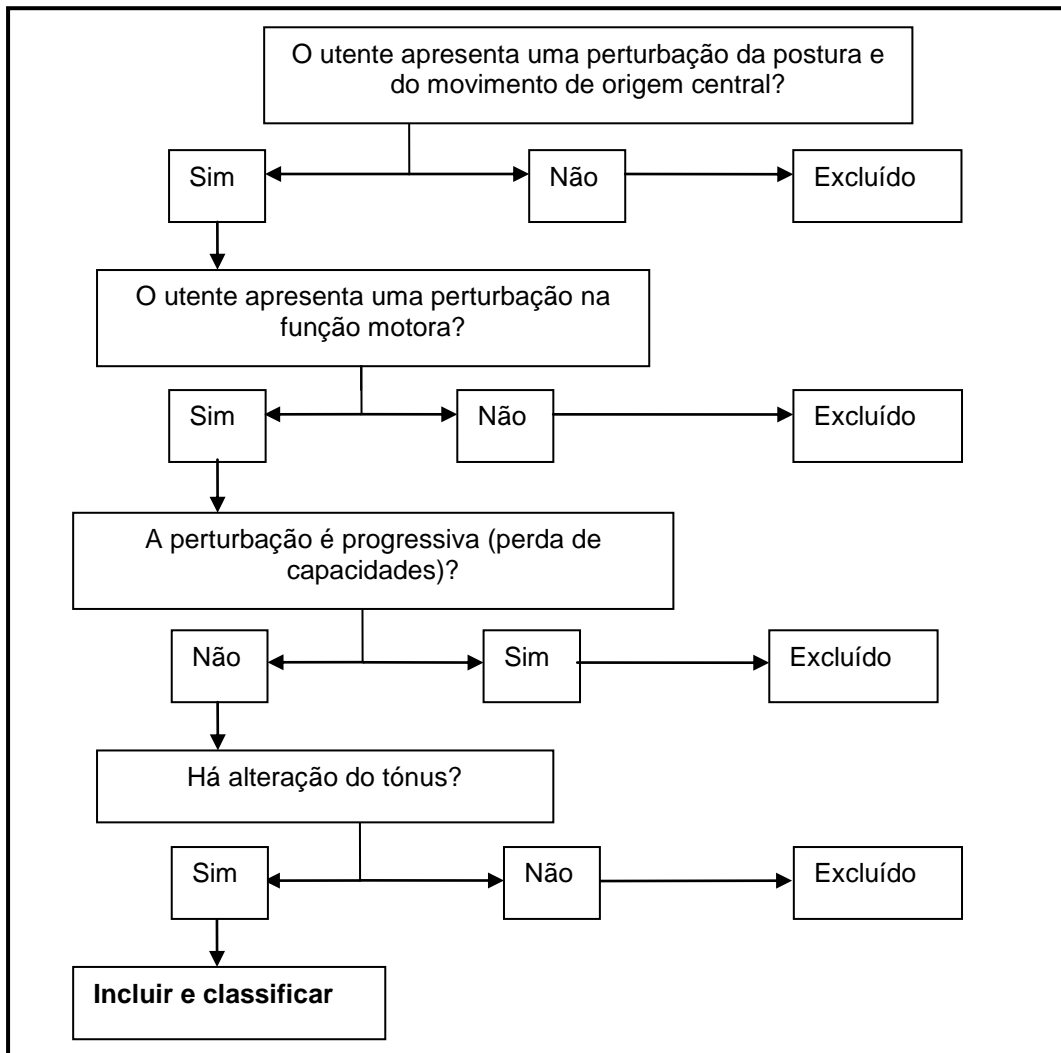 O utente apresenta uma perturbação da postura e
do movimento de origem central?
Sim
Não
Excluído
O utente apresenta uma perturbação na
função motora?
Sim
Não
Excluído
A perturbação é progressiva (perda de
capacidades)?
Não
Sim
Excluído
Há alteração do tónus?
Sim
Não
Excluído
Incluir e classificar